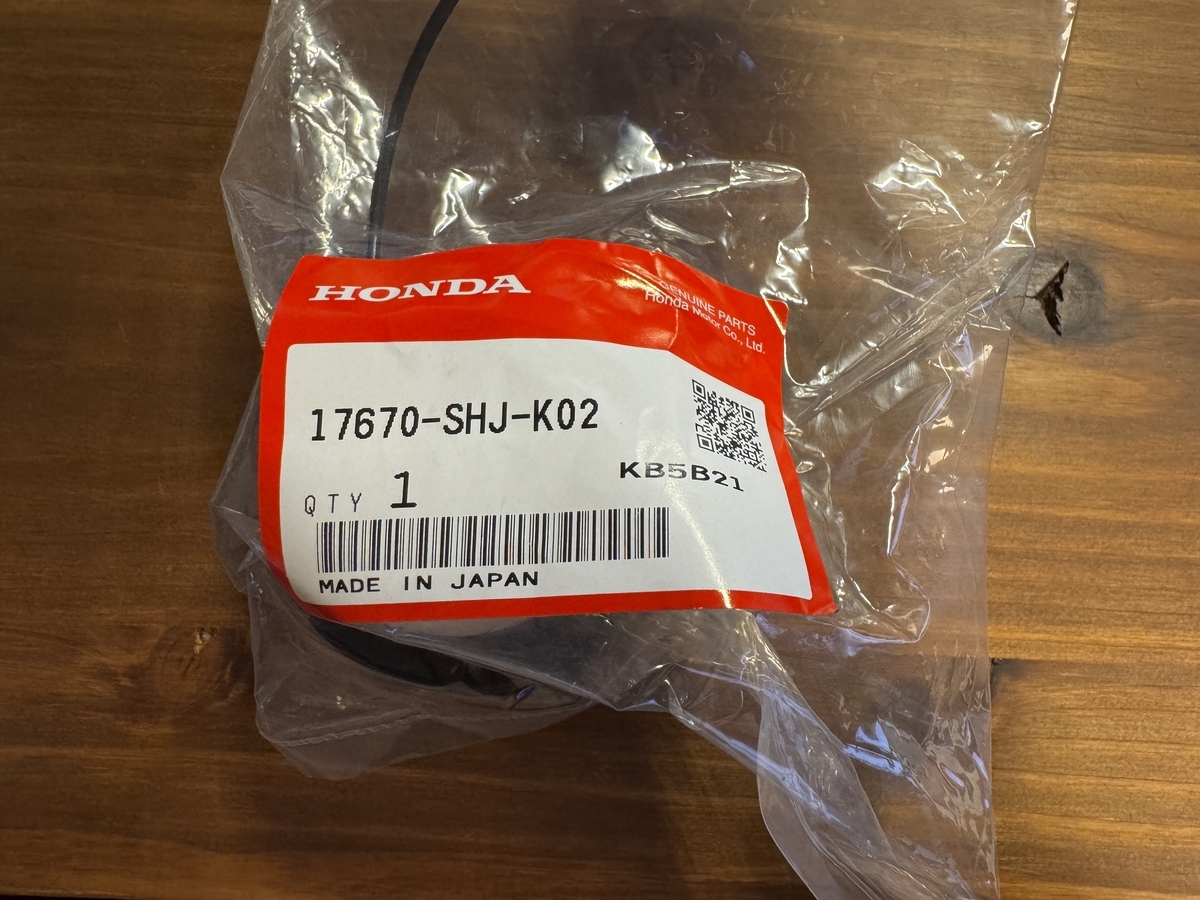 HONDA
GENUINE PARTS
Honda Motor Co., Ltd.
17670-SHJ-K02
KB5B21
QTY 1
MADE IN JAPAN